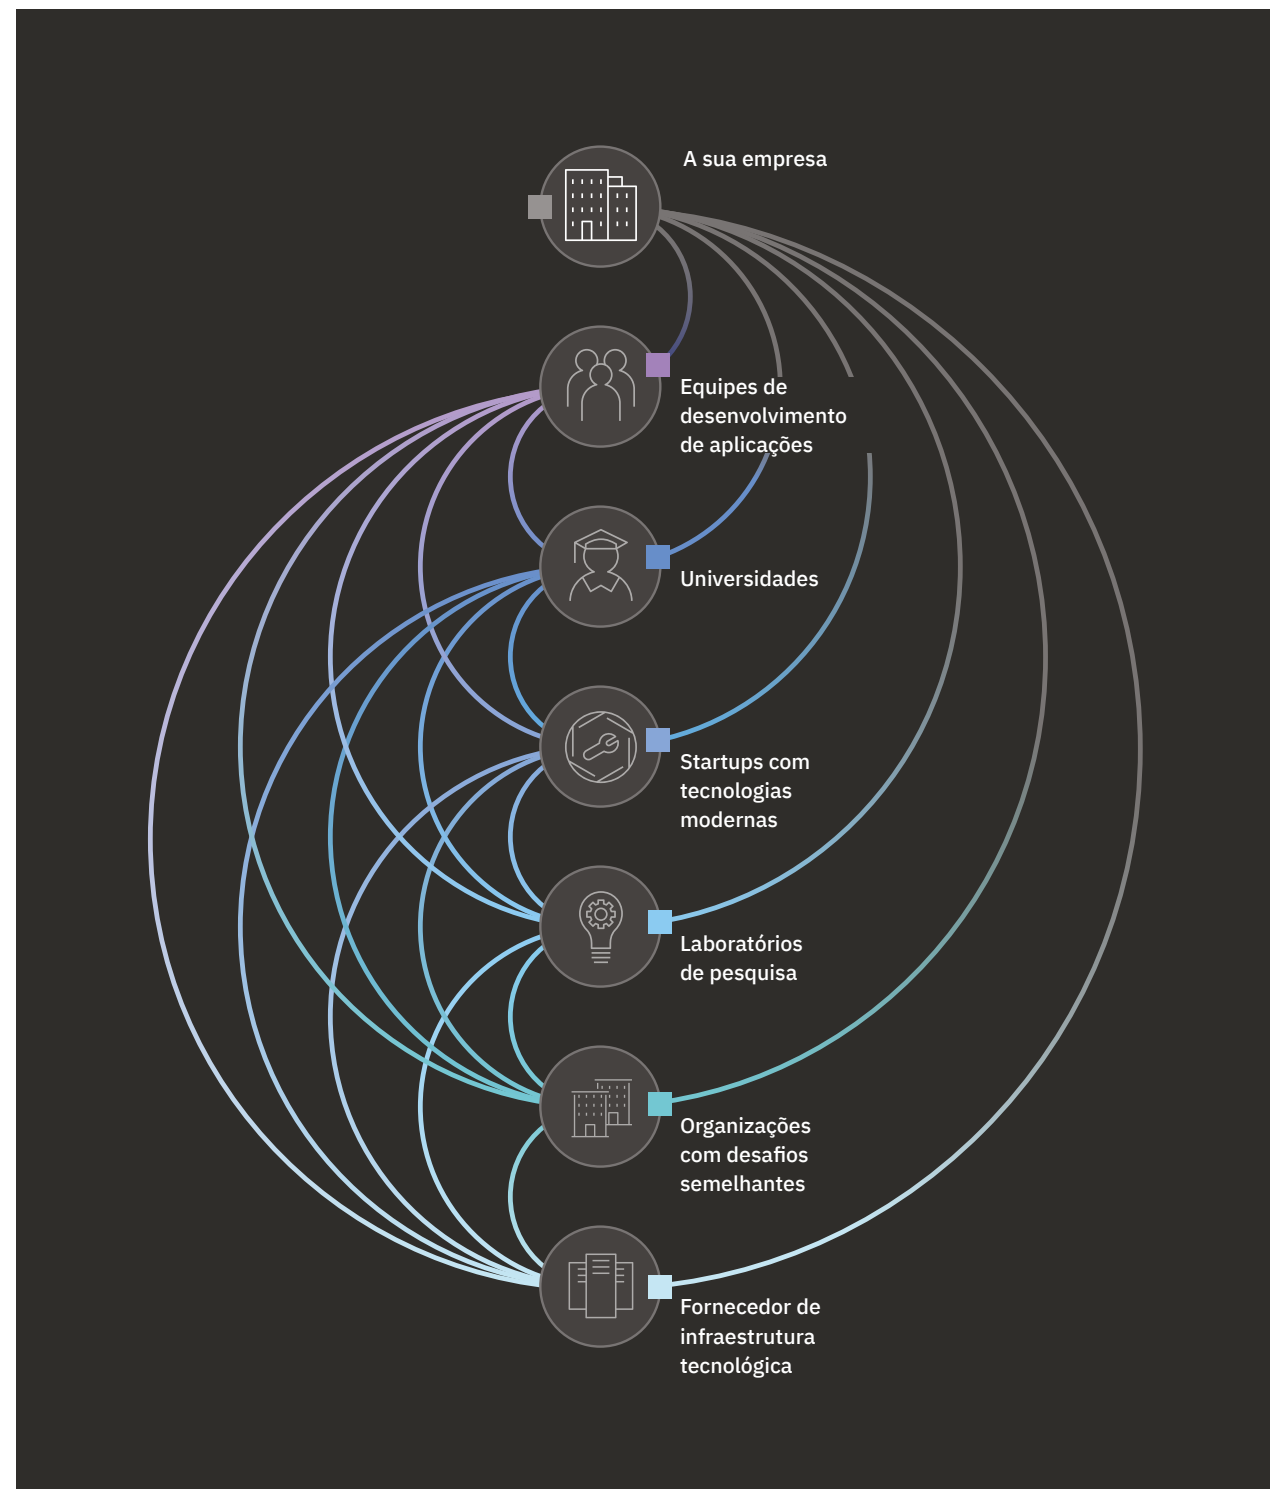 A sua empresa
Equipes de
desenvolvimento
de aplicações
Universidades
Startups com
tecnologias
modernas
Laboratórios
de pesquisa
Organizações
com desafios
semelhantes
Fornecedor de
infraestrutura
tecnológica